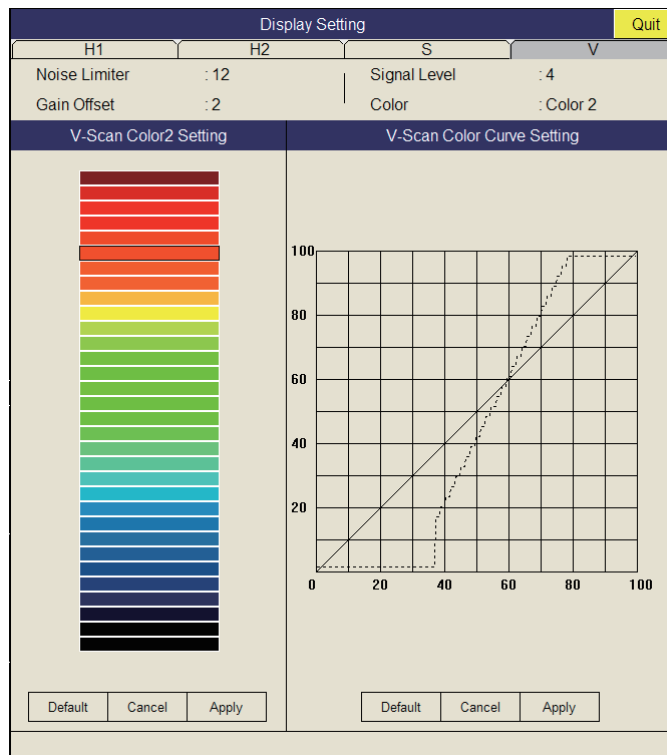 Display Setting Quit
H1 H2 S V
Noise Limiter : 12 Signal Level : 4
Gain Offset : 2 Color : Color 2
V-Scan Color2 Setting V-Scan Color Curve Setting
100
80
60
40
20
0 20 40 60 80 100
Default Cancel Apply Default Cancel Apply